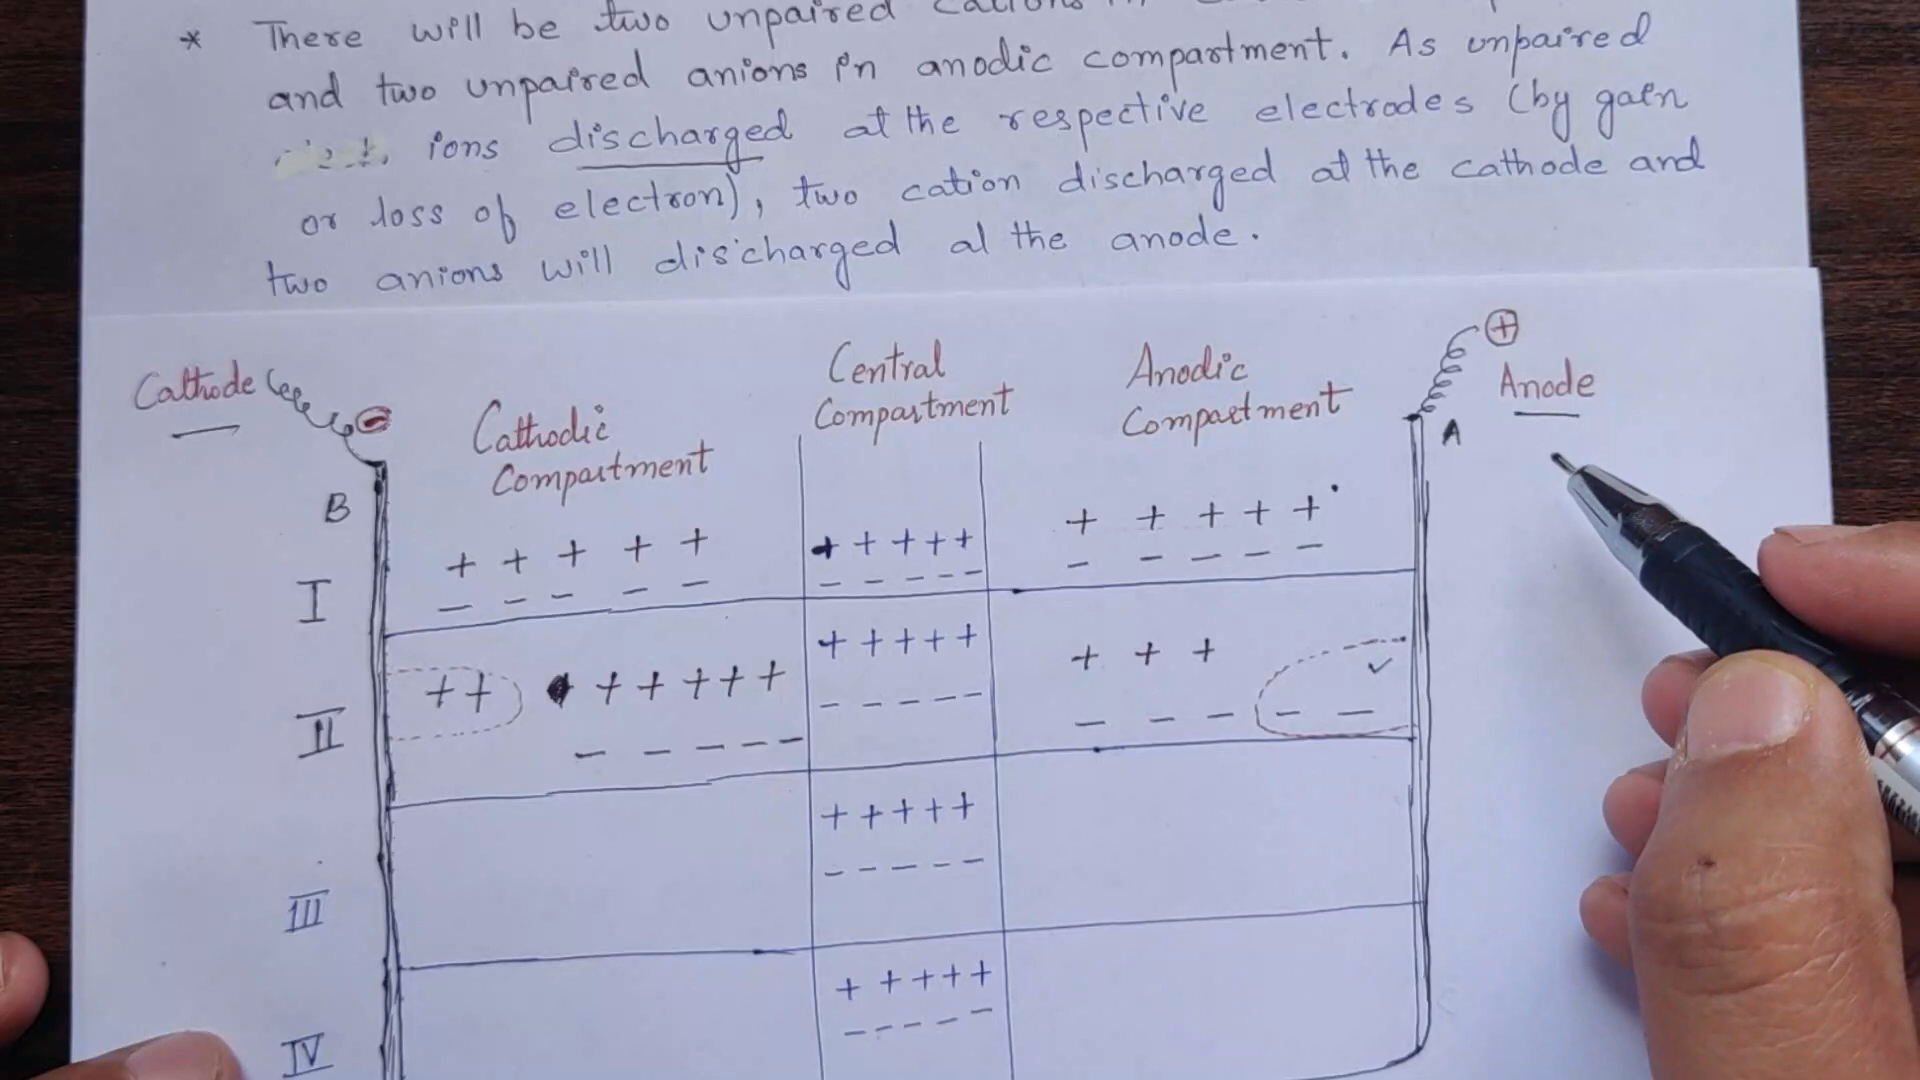 * There will be two unpaired cations in
and two unpaired anions in anodic compartment. As unpaired
ions discharged at the respective electrodes (by gain
or loss of electron), two cation discharged at the cathode and
two anions will discharged at the anode.
Cathode
-
Cathodic
Compartment
Central
Compartment
Anodic
Compartment
+
Anode
A
B
I
+ + + + +
- - - - -
+ + + + +
- - - - -
+ + + + +
- - - - -
II
++ + + + + +
- - - - -
+ + + + +
- - - - -
+ + +
- - - - -
✓
III
+ + + + +
- - - - -
IV
+ + + + +
- - - - -